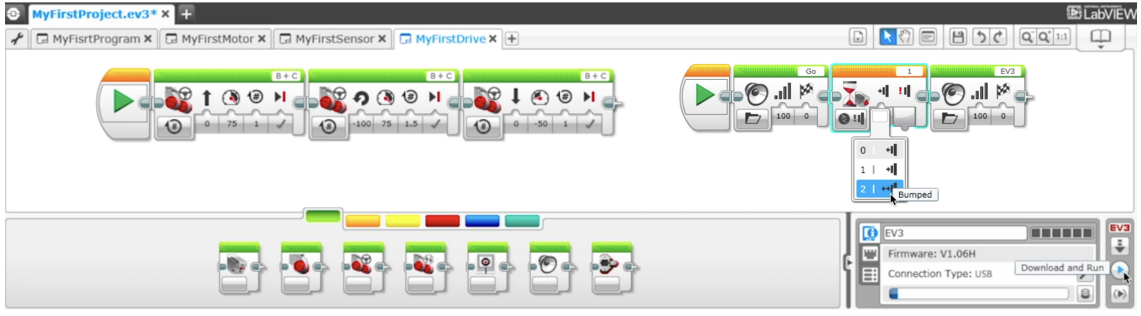 MyFirstProject.ev3* × +
LabVIEW
MyFisrtProgram × MyFirstMotor × MyFirstSensor × MyFirstDrive × +
1:1
B + C B + C B + C
0 75 1 -100 75 1.5 0 -50 1
Go 1 EV3
100 0 100 0
0
1
2
Bumped
EV3
EV3
Firmware: V1.06H
Download and Run
Connection Type: USB